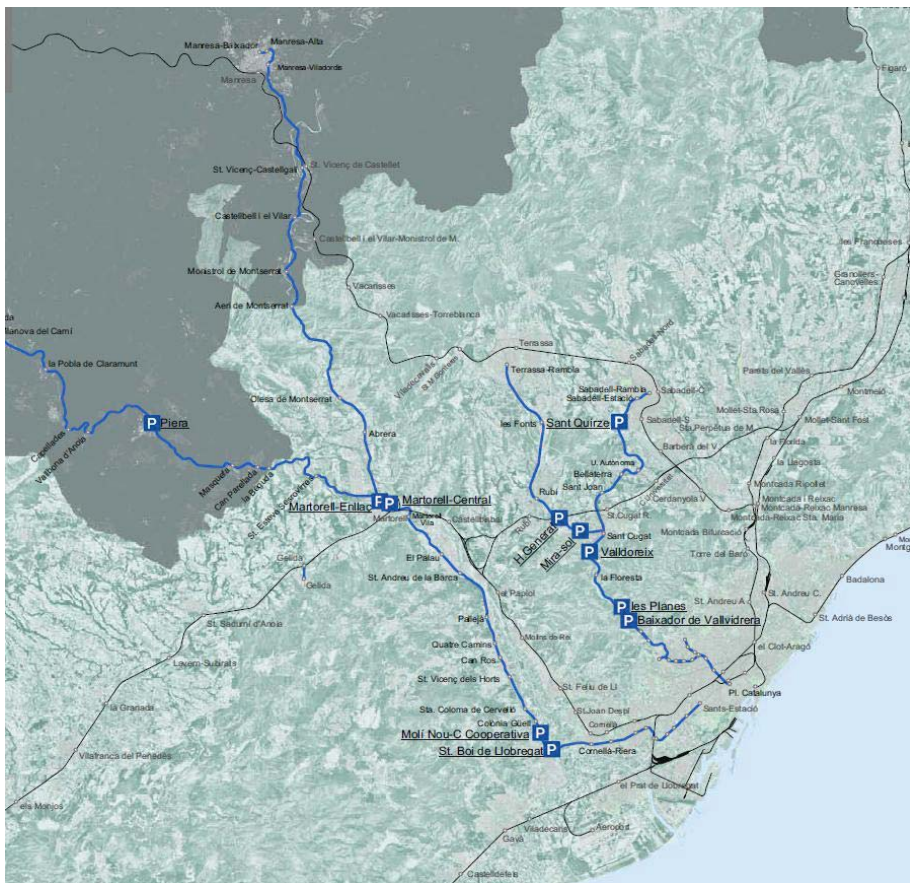 Manresa-Alta
Manresa-Baixador
Manresa-Viladordis
Manresa
Figaró
St. Vicenç de Castellet
St. Vicenç-Castellgalí
Castellbell i el Vilar
Castellbell i el Vilar-Monistrol de M.
les Franqueses
Monistrol de Montserrat
Granollers-
Canovelles
Vacarisses
Aeri de Montserrat
Vacarisses-Torreblanca
Vilanova del Camí
Terrassa
Sabadell-Nord
la Pobla de Claramunt
Terrassa-Rambla
Parets del Vallès
Montmeló
Sabadell-Rambla
Sabadell-C
Sabadell-Estació
Olesa de Montserrat
Mollet-Sta.Rosa
Mollet-Sant Fost
P Piera
les Fonts
Sant Quirze P
Sabadell-S
Sta.Perpètua de M.
Capellades
Vallbona d'Anoia
Abrera
Barberà del V.
la Florida
la Llagosta
U. Autònoma
Bellaterra
Masquefa
Can Parellada
la Beguda
St. Esteve Sesrovires
Sant Joan
Montcada Ripollet
Rubí
Cerdanyola V.
Montcada i Reixac
Martorell-Enllaç P
P Martorell-Central
Montcada-Reixac Manresa
Montcada-Reixac Sta. Maria
Martorell
Martorell
Vila
Castellbisbal
Rubí
St.Cugat R.
H.General P
Mira-sol P
Sant Cugat
Montcada Bifurcació
P Valldoreix
Torre del Baró
El Palau
Gelida
Gelida
St. Andreu de la Barca
la Floresta
Badalona
el Papiol
St. Andreu A
St. Andreu C.
P les Planes
P Baixador de Vallvidrera
St. Adrià de Besòs
Pallejà
St. Sadurní d'Anoia
Quatre Camins
Molins de Re
el Clot-Aragó
Can Ros
Lavern-Subirats
St. Vicenç dels Horts
St. Feliu de Ll
Pl. Catalunya
Sants-Estació
la Granada
Sta. Coloma de Cervelló
St.Joan Despí
Colònia Güell
Cornellà
Molí Nou-C Cooperativa P
St. Boi de Llobregat P
Cornellà-Riera
Vilafranca del Penedès
el Prat de Llobregat
els Monjos
Viladecans
Aeroport
Gavà
Castelldefels